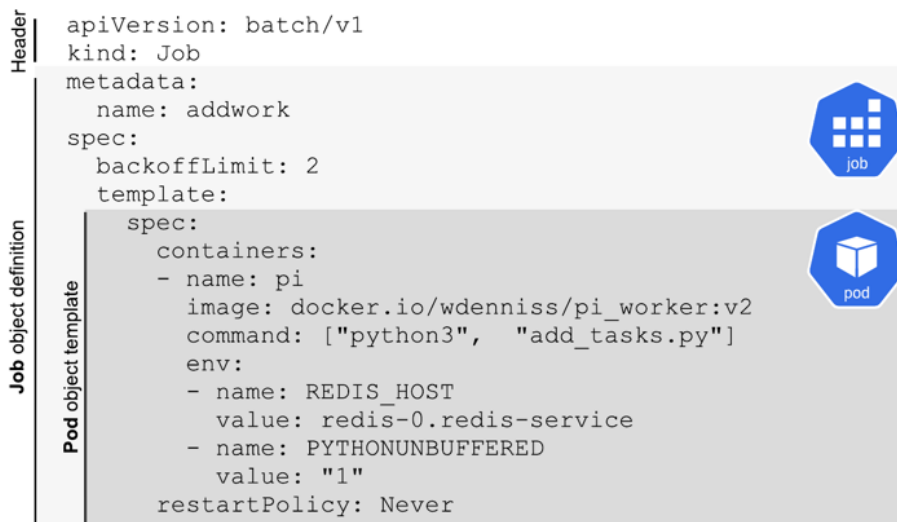 Header
apiVersion: batch/v1
kind: Job
Job object definition
metadata:
  name: addwork
spec:
  backoffLimit: 2
  template:
Pod object template
    spec:
      containers:
      - name: pi
        image: docker.io/wdenniss/pi_worker:v2
        command: ["python3",  "add_tasks.py"]
        env:
        - name: REDIS_HOST
          value: redis-0.redis-service
        - name: PYTHONUNBUFFERED
          value: "1"
      restartPolicy: Never
job
pod